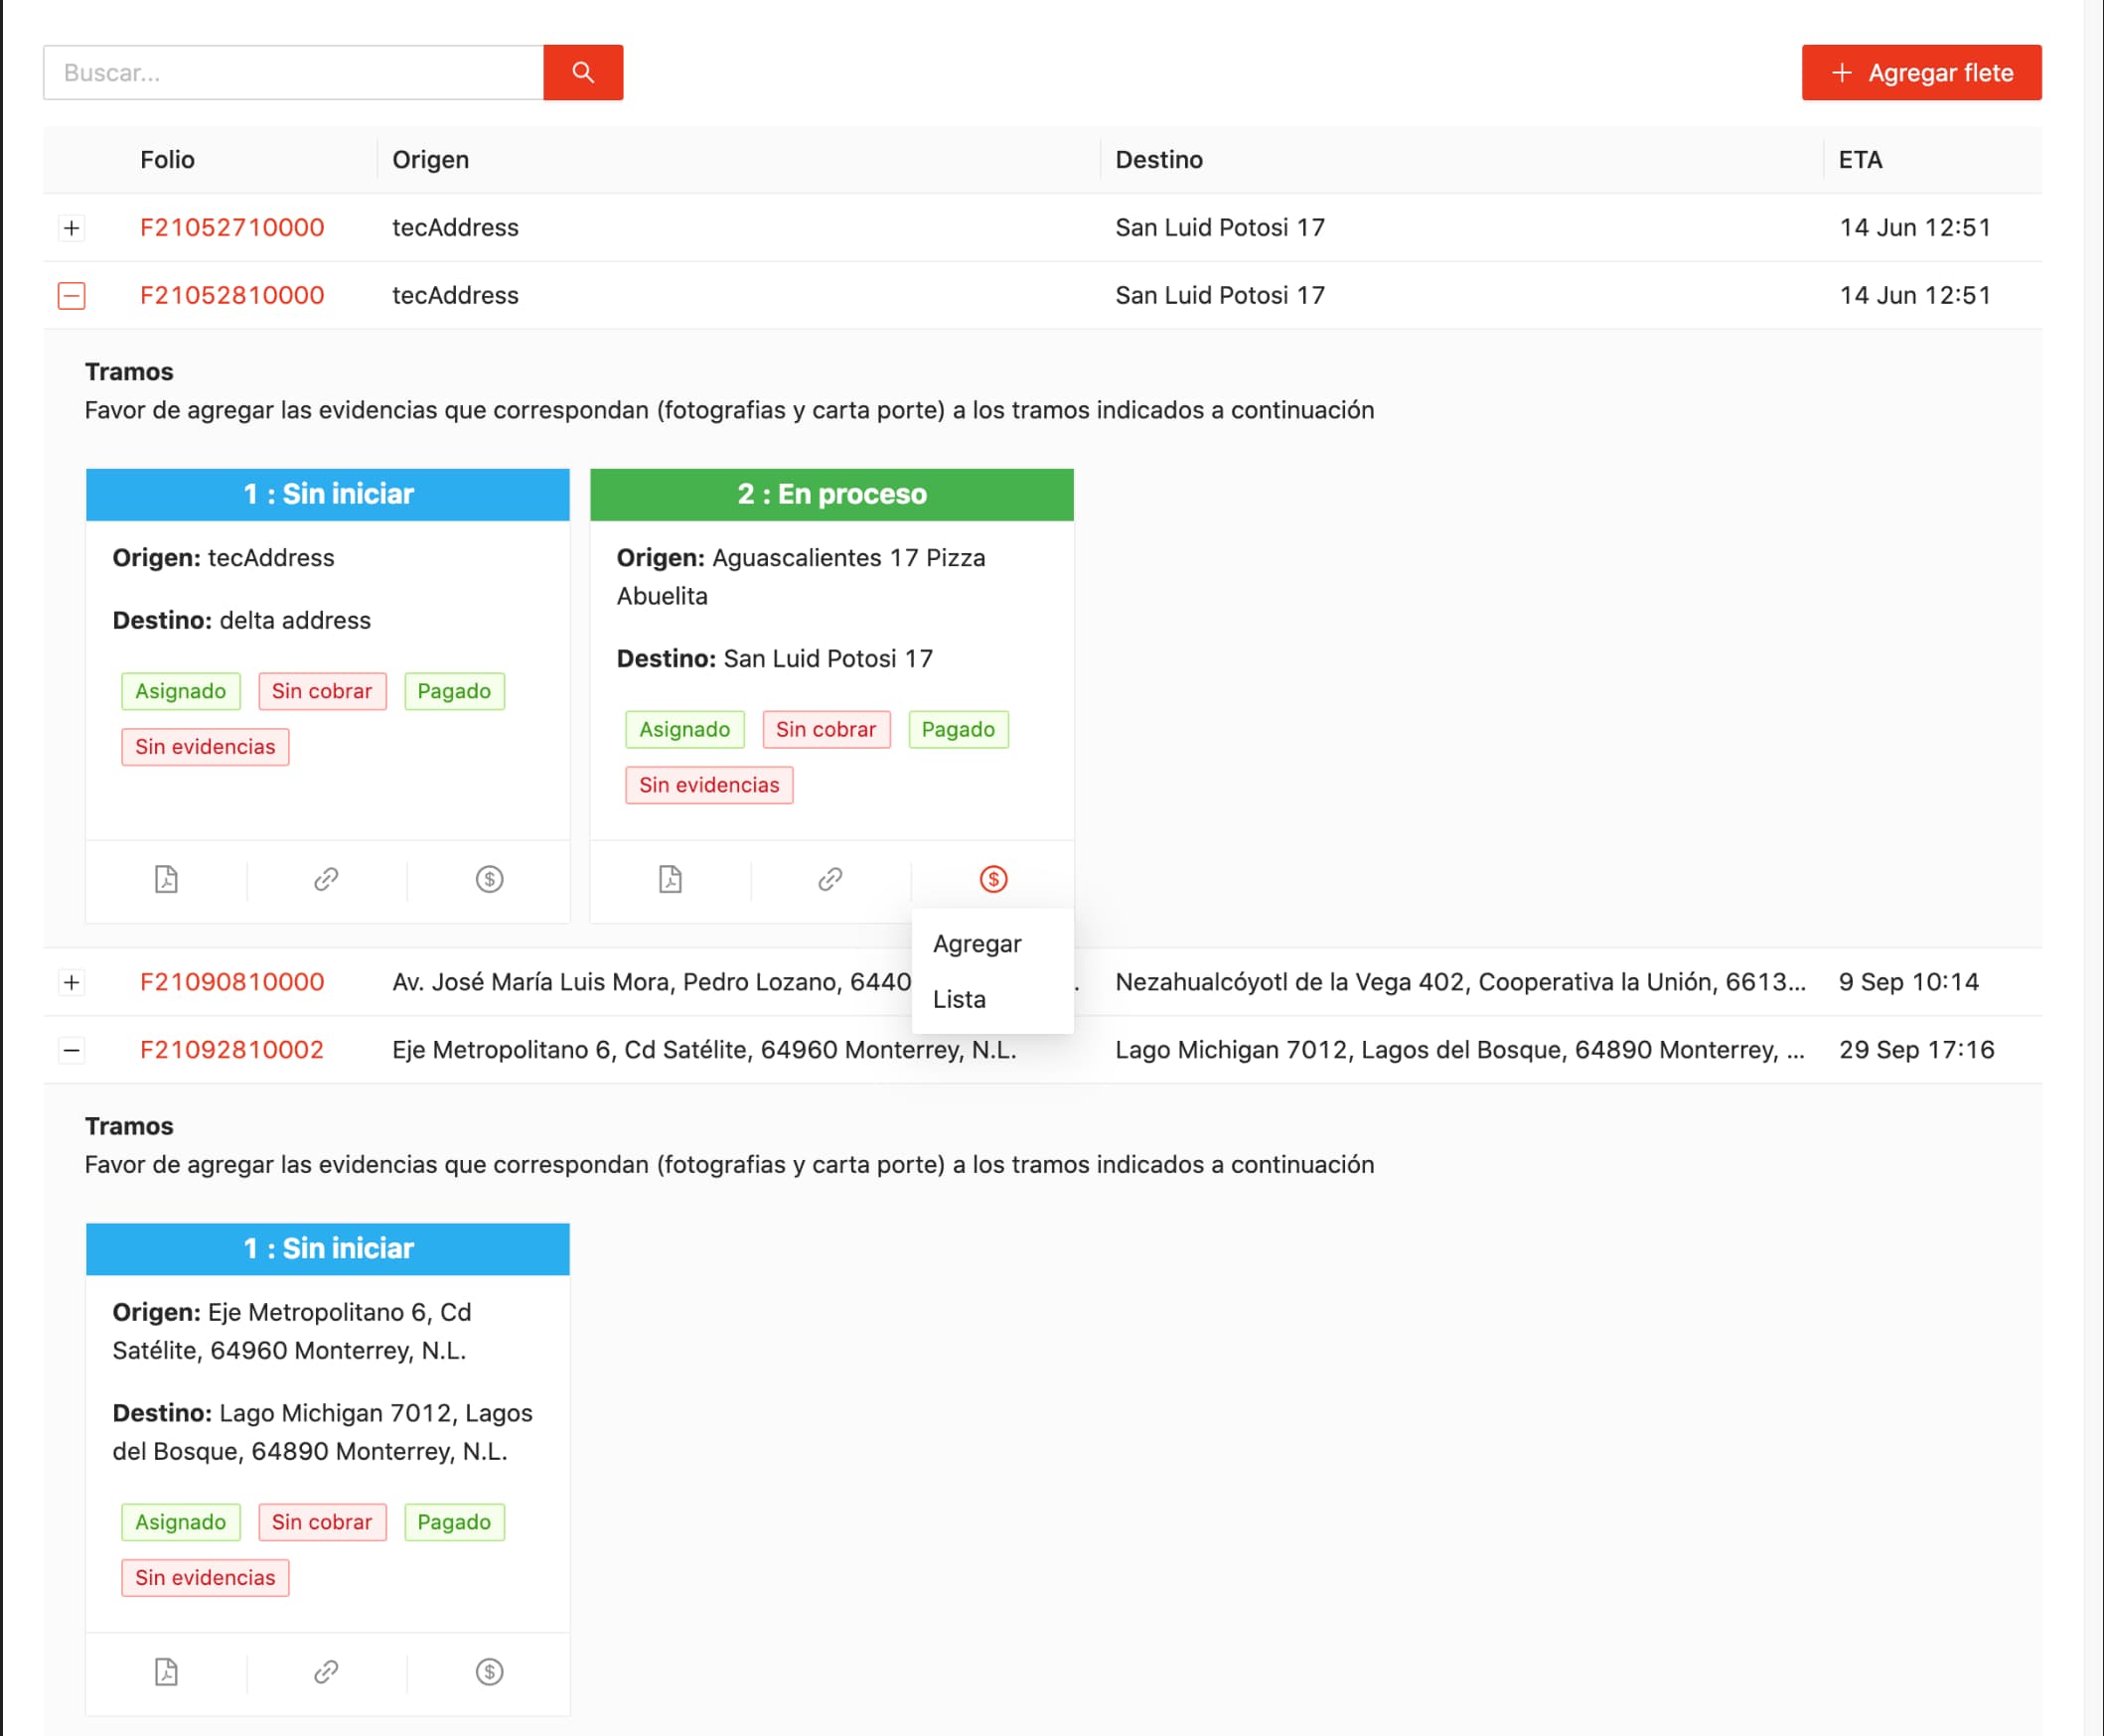 Buscar...
Agregar flete
Folio Origen Destino ETA
F21052710000 tecAddress San Luid Potosi 17 14 Jun 12:51
F21052810000 tecAddress San Luid Potosi 17 14 Jun 12:51
Tramos
Favor de agregar las evidencias que correspondan (fotografias y carta porte) a los tramos indicados a continuación
1 : Sin iniciar
Origen: tecAddress
Destino: delta address
Asignado Sin cobrar Pagado
Sin evidencias
2 : En proceso
Origen: Aguascalientes 17 Pizza
Abuelita
Destino: San Luid Potosi 17
Asignado Sin cobrar Pagado
Sin evidencias
Agregar
Lista
F21090810000 Av. José María Luis Mora, Pedro Lozano, 6440 . Nezahualcóyotl de la Vega 402, Cooperativa la Unión, 6613... 9 Sep 10:14
F21092810002 Eje Metropolitano 6, Cd Satélite, 64960 Monterrey, N.L. Lago Michigan 7012, Lagos del Bosque, 64890 Monterrey, ... 29 Sep 17:16
Tramos
Favor de agregar las evidencias que correspondan (fotografias y carta porte) a los tramos indicados a continuación
1 : Sin iniciar
Origen: Eje Metropolitano 6, Cd
Satélite, 64960 Monterrey, N.L.
Destino: Lago Michigan 7012, Lagos
del Bosque, 64890 Monterrey, N.L.
Asignado Sin cobrar Pagado
Sin evidencias